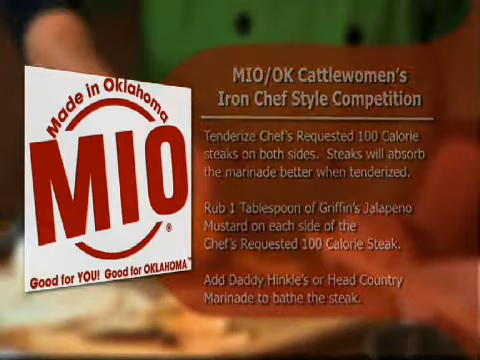 Made in Oklahoma
MIO®
Good for YOU! Good for OKLAHOMA™
MIO/OK Cattlewomen's
Iron Chef Style Competition
Tenderize Chef's Requested 100 Calorie
steaks on both sides. Steaks will absorb
the marinade better when tenderized.
Rub 1 Tablespoon of Griffin's Jalapeno
Mustard on each side of the
Chef's Requested 100 Calorie Steak.
Add Daddy Hinkle's or Head Country
Marinade to bathe the steak.